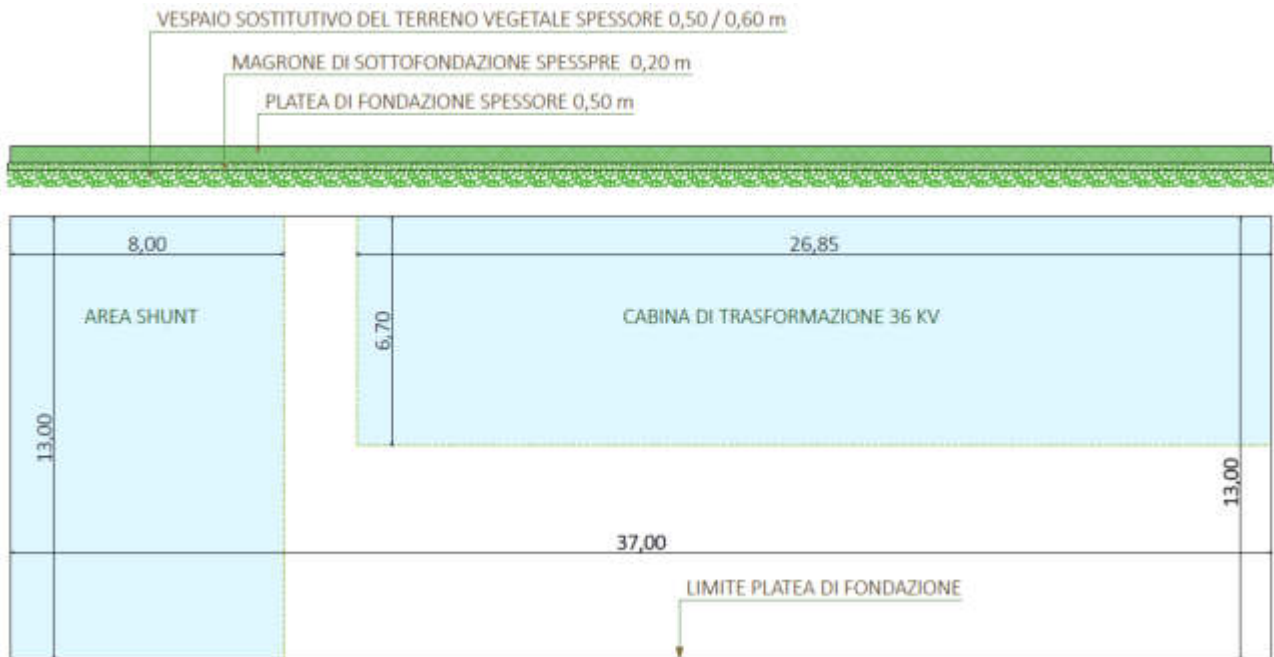 VESPAIO SOSTITUTIVO DEL TERRENO VEGETALE SPESSORE 0,50 / 0,60 m
MAGRONE DI SOTTOFONDAZIONE SPESSPRE 0,20 m
PLATEA DI FONDAZIONE SPESSORE 0,50 m
8,00
26,85
AREA SHUNT
6,70
CABINA DI TRASFORMAZIONE 36 KV
13,00
13,00
37,00
LIMITE PLATEA DI FONDAZIONE